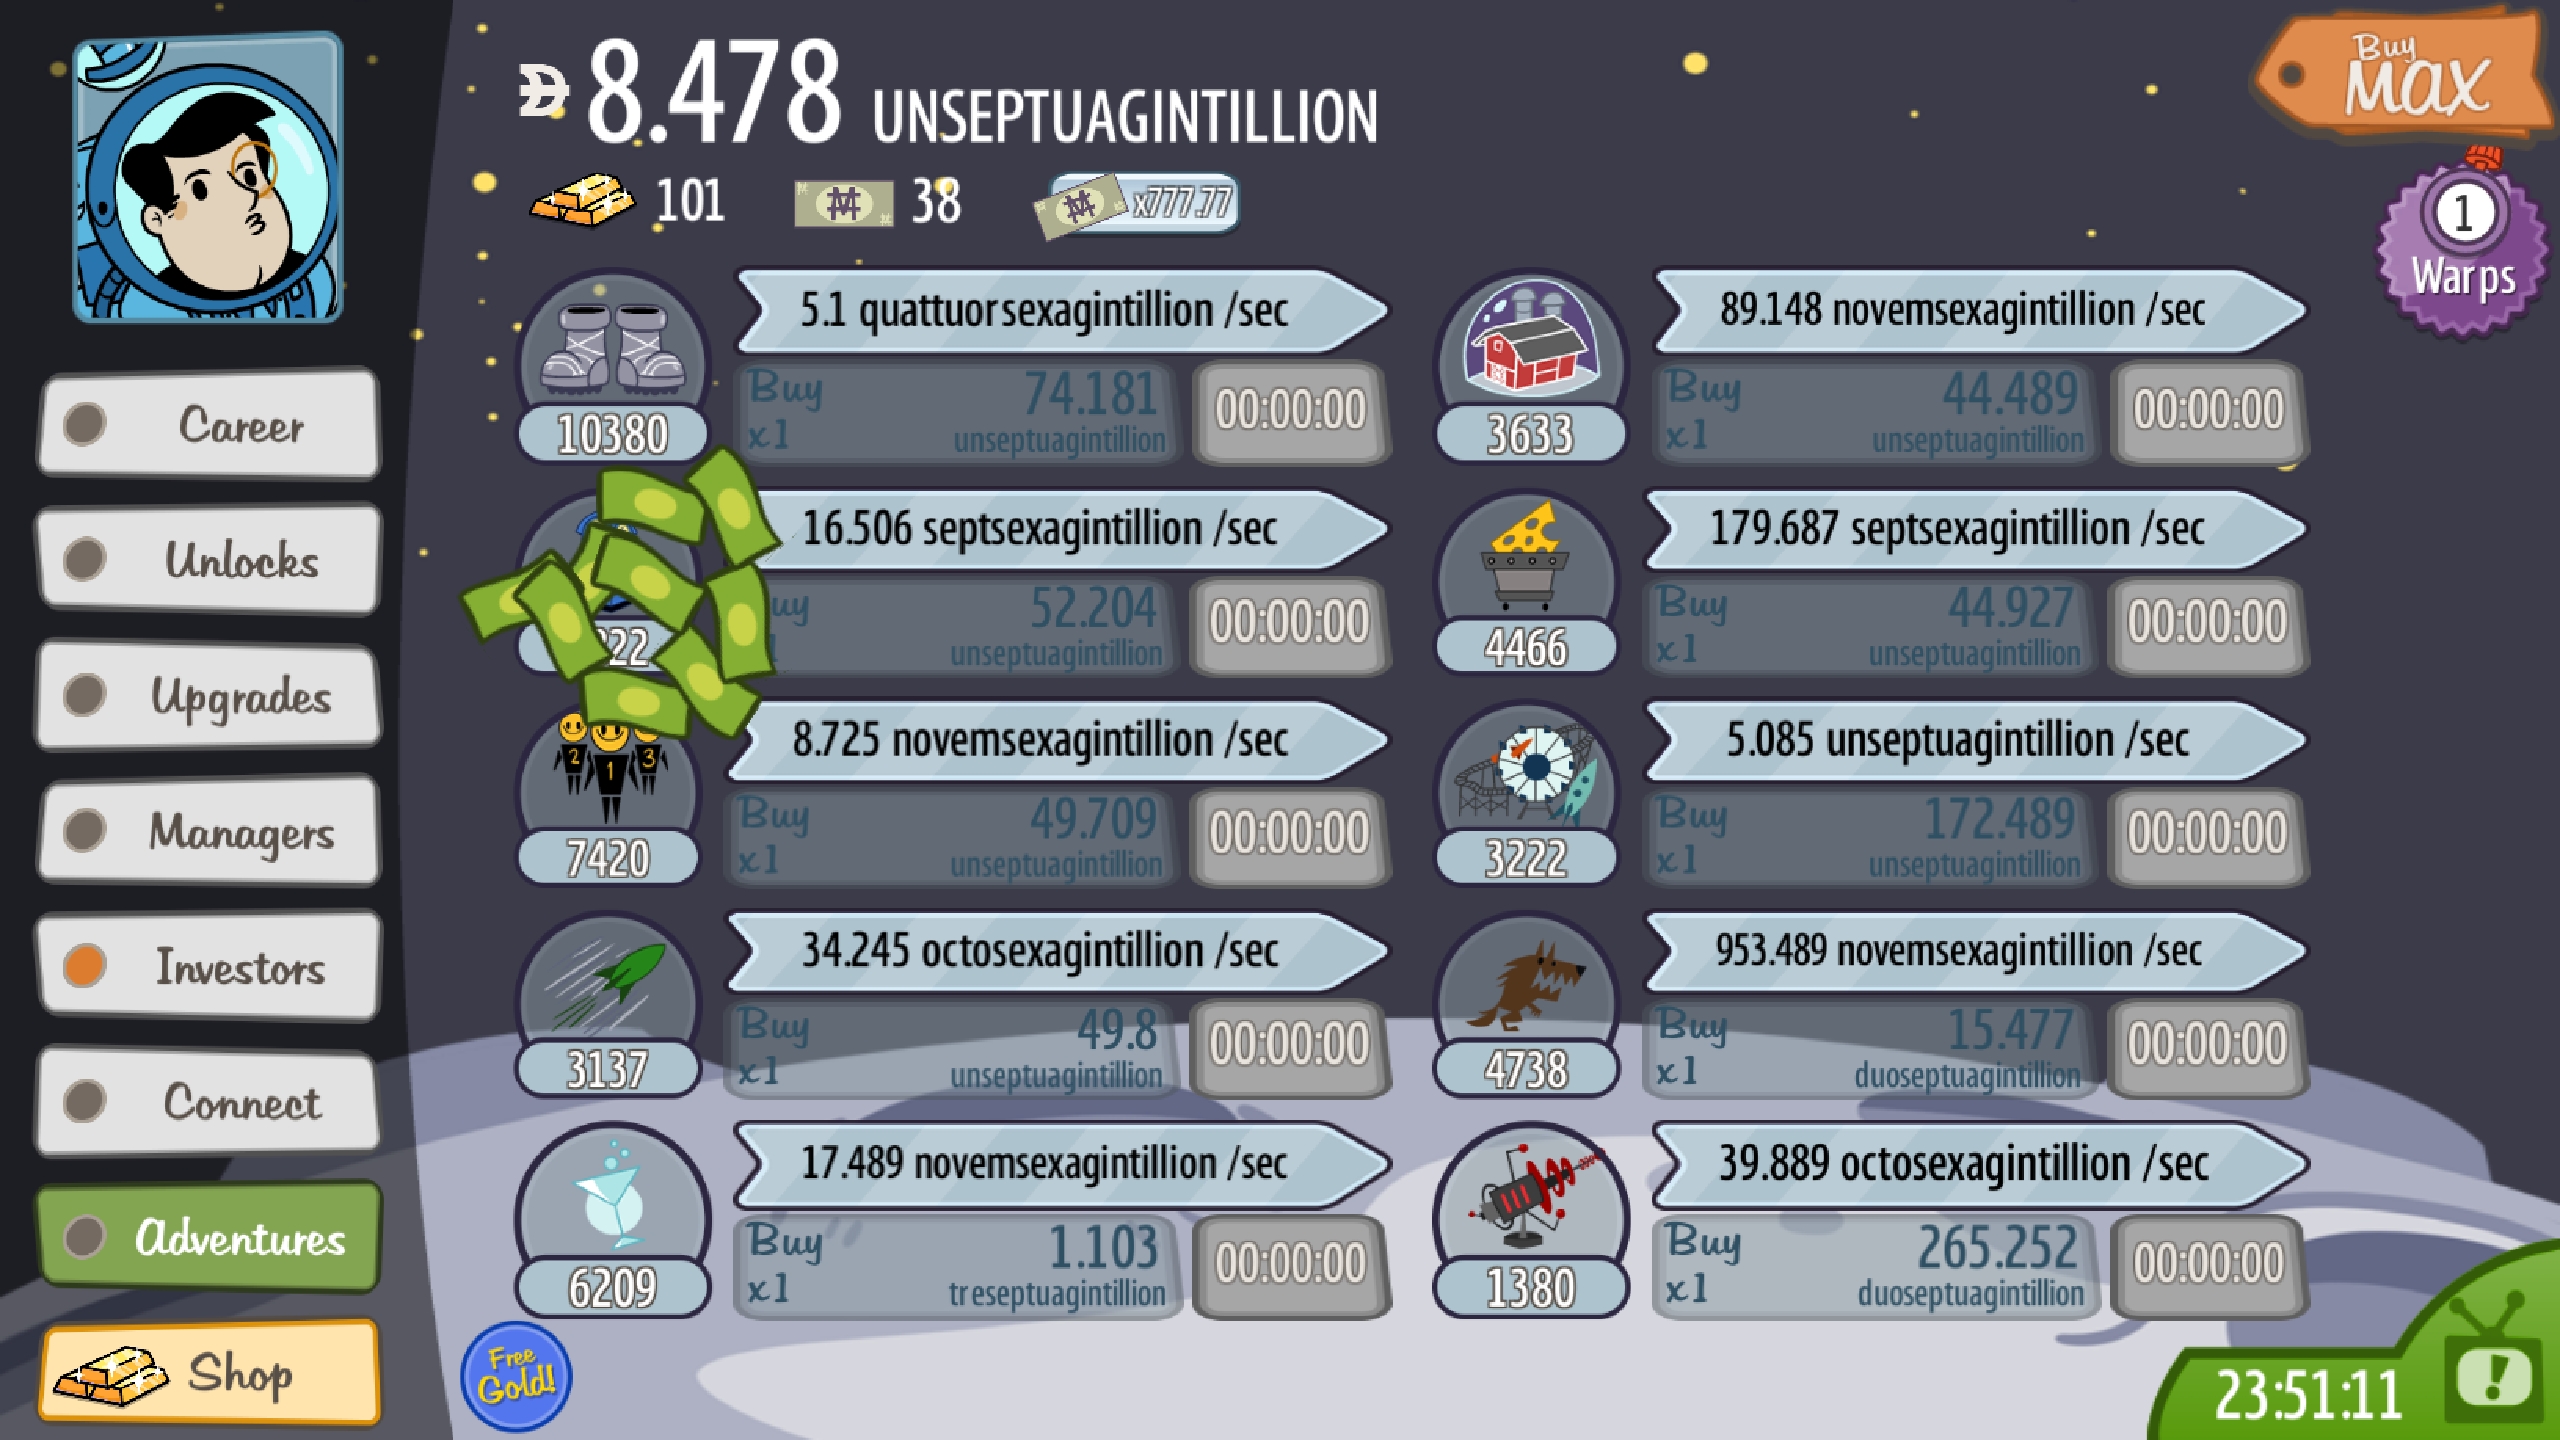 8.478 UNSEPTUAGINTILLION
Buy
MAX
101 38 x777.77
1
Warps
Career
Unlocks
Upgrades
Managers
Investors
Connect
Adventures
Shop
5.1 quattuorsexagintillion /sec
Buy 74.181
x1 unseptuagintillion
00:00:00
10380
89.148 novemsexagintillion /sec
Buy 44.489
x1 unseptuagintillion
00:00:00
3633
16.506 septsexagintillion /sec
52.204
unseptuagintillion
00:00:00
179.687 septsexagintillion /sec
Buy 44.927
x1 unseptuagintillion
00:00:00
4466
2 1 3
8.725 novemsexagintillion /sec
Buy 49.709
x1 unseptuagintillion
00:00:00
7420
5.085 unseptuagintillion /sec
Buy 172.489
x1 unseptuagintillion
00:00:00
3222
34.245 octosexagintillion /sec
Buy 49.8
x1 unseptuagintillion
00:00:00
3137
953.489 novemsexagintillion /sec
Buy 15.477
x1 duoseptuagintillion
00:00:00
4738
17.489 novemsexagintillion /sec
Buy 1.103
x1 treseptuagintillion
00:00:00
6209
39.889 octosexagintillion /sec
Buy 265.252
x1 duoseptuagintillion
00:00:00
1380
Free
Gold!
23:51:11 !